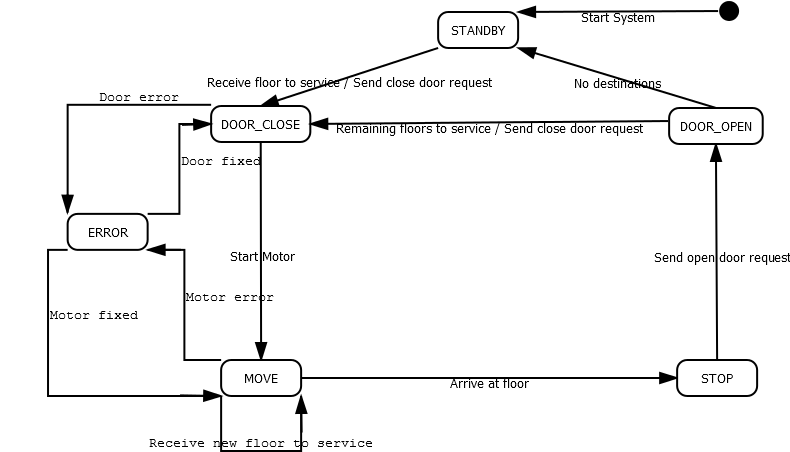 Start System
STANDBY
Receive floor to service / Send close door request
No destinations
Door error
DOOR_CLOSE
Remaining floors to service / Send close door request
DOOR_OPEN
Door fixed
ERROR
Start Motor
Send open door request
Motor error
Motor fixed
MOVE
Arrive at floor
STOP
Receive new floor to service